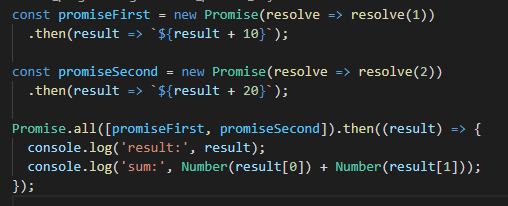 const promiseFirst = new Promise(resolve => resolve(1))
  .then(result => `${result + 10}`);

const promiseSecond = new Promise(resolve => resolve(2))
  .then(result => `${result + 20}`);

Promise.all([promiseFirst, promiseSecond]).then((result) => {
  console.log('result:', result);
  console.log('sum:', Number(result[0]) + Number(result[1]));
});